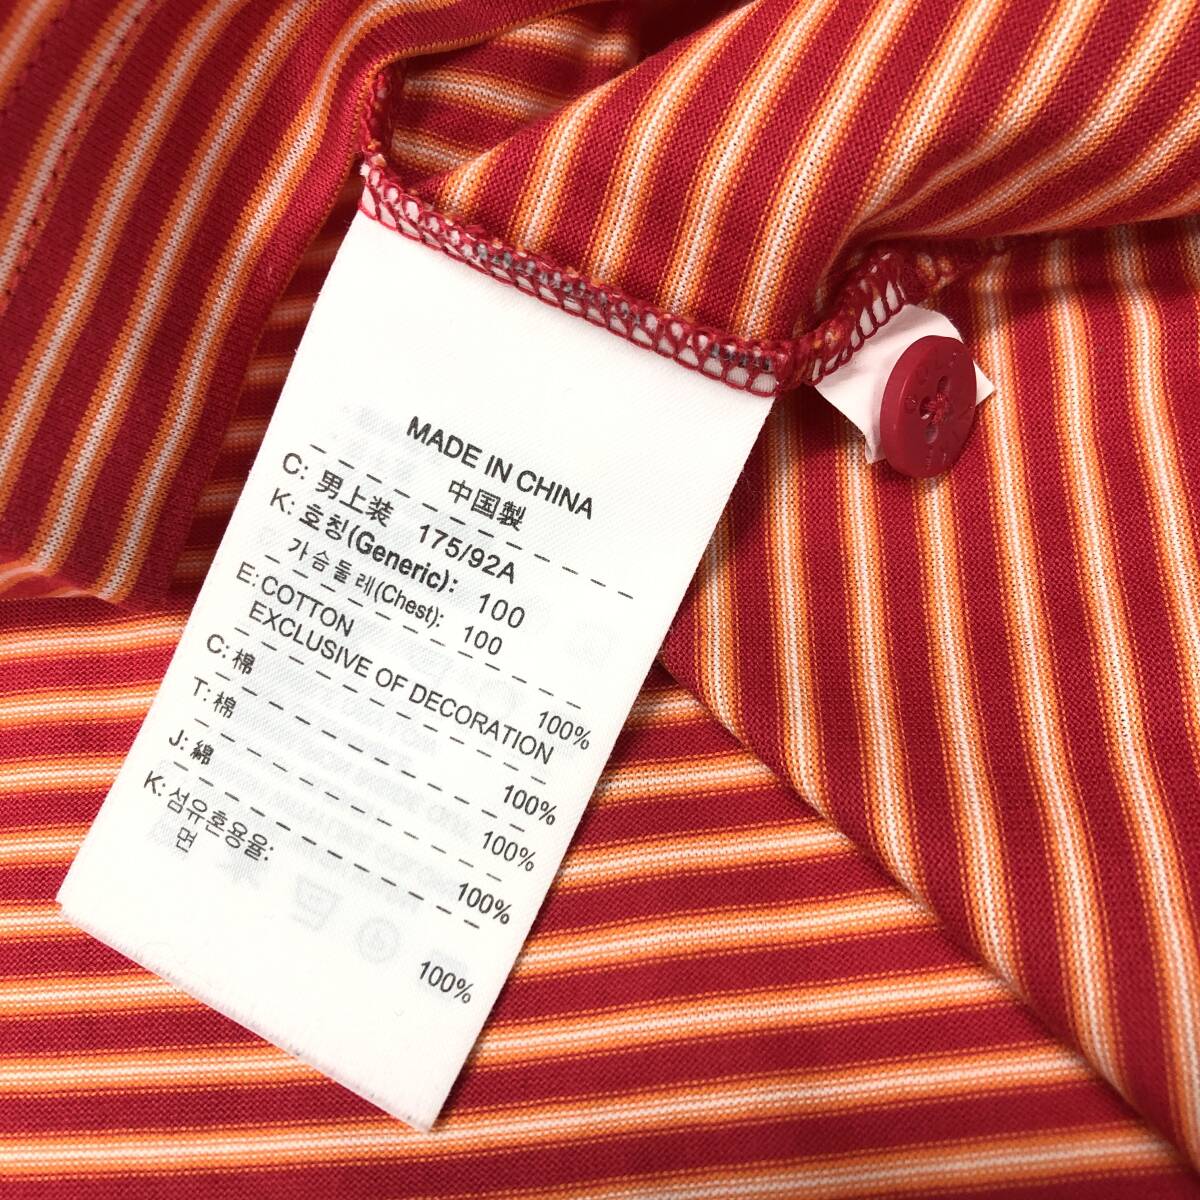 MADE IN CHINA
中国製
C: 男上装 175/92A
K: 호칭(Generic): 100
가슴둘레(Chest): 100
E: COTTON 100%
EXCLUSIVE OF DECORATION
C: 棉 100%
T: 棉 100%
J: 綿 100%
K: 섬유혼용율:
면 100%